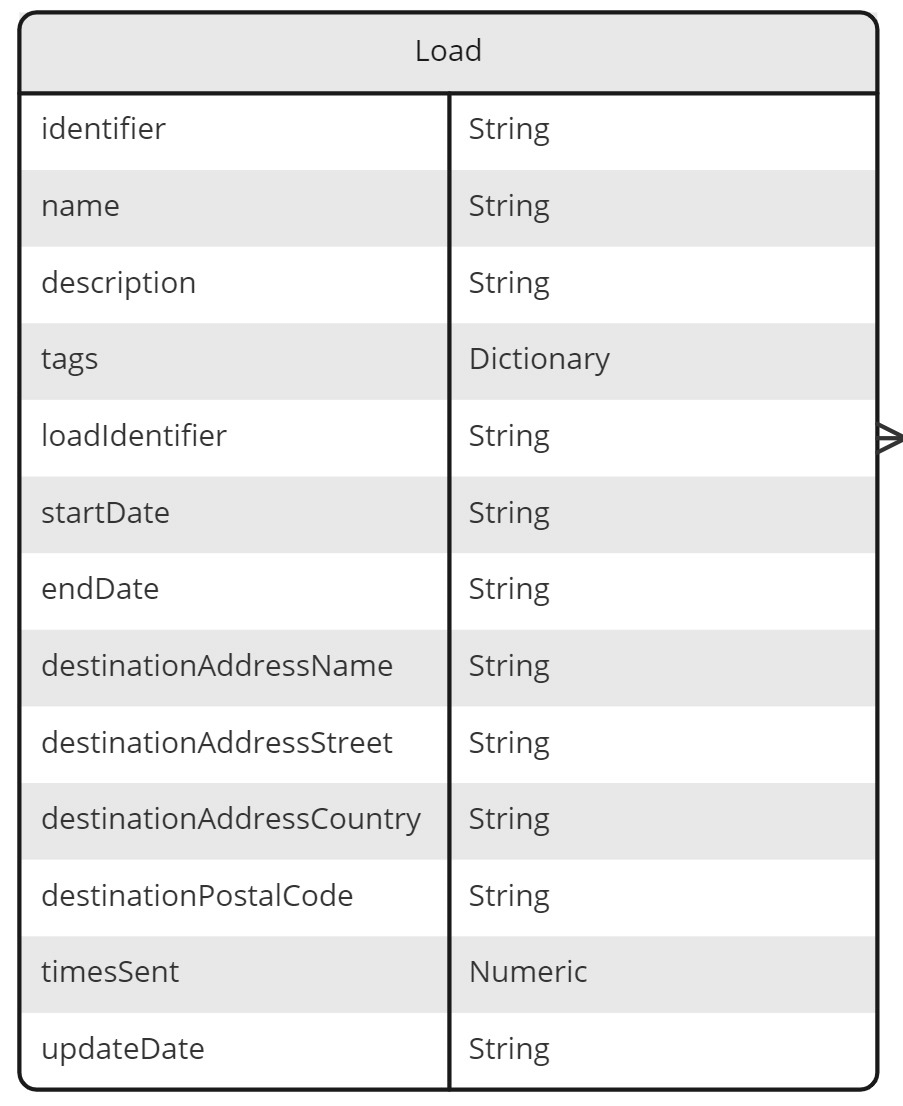 Load
identifier String
name String
description String
tags Dictionary
loadIdentifier String
startDate String
endDate String
destinationAddressName String
destinationAddressStreet String
destinationAddressCountry String
destinationPostalCode String
timesSent Numeric
updateDate String